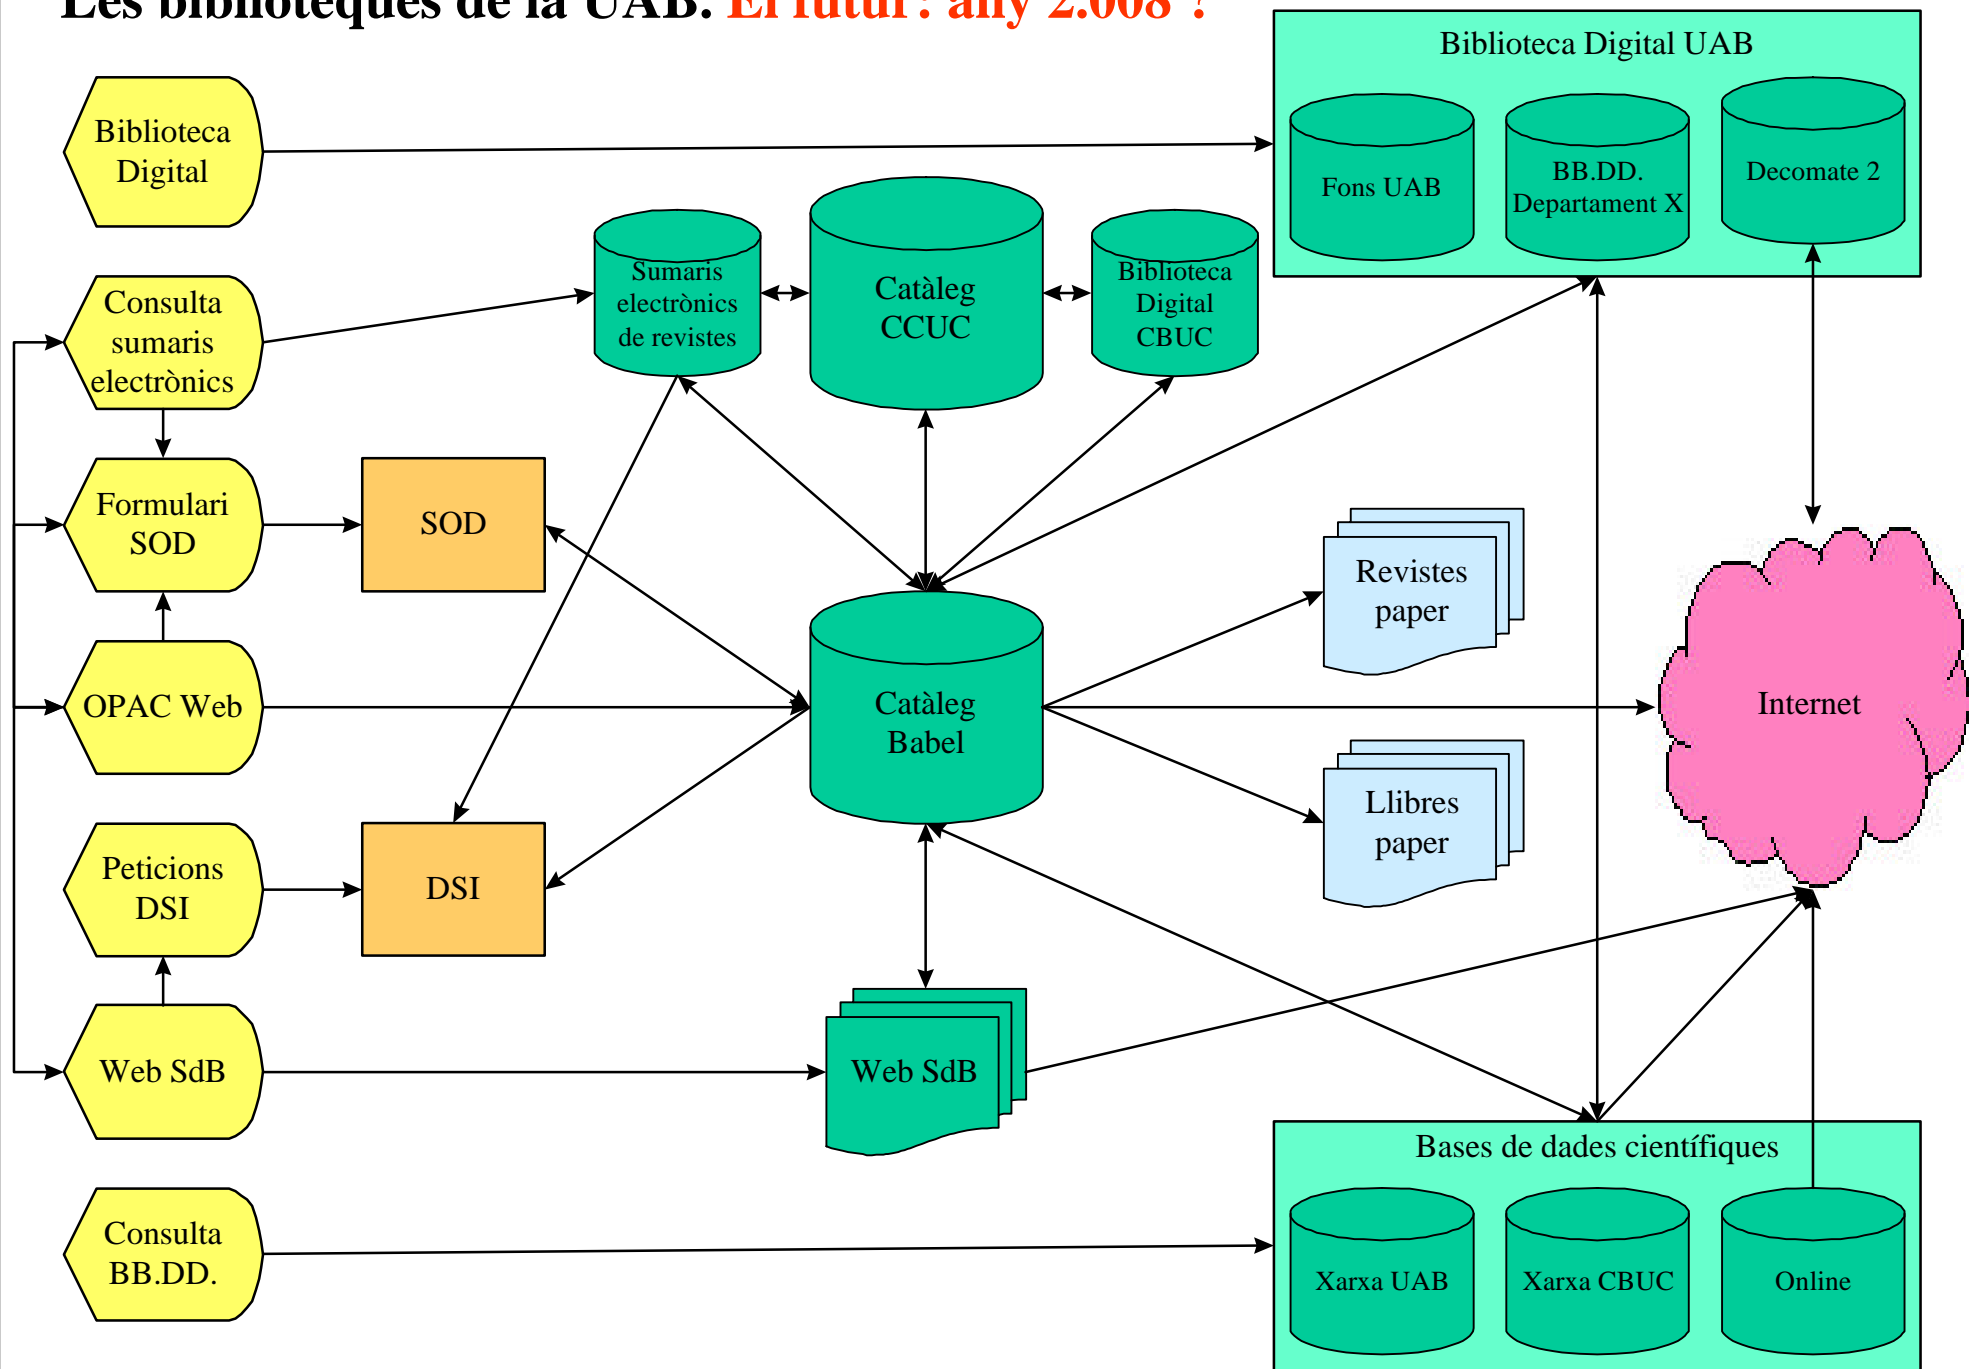 Les biblioteques de la UAB. El futur: any 2.008 ?
Biblioteca Digital UAB
Fons UAB
BB.DD.
Departament X
Decomate 2
Biblioteca
Digital
Sumaris
electrònics
de revistes
Catàleg
CCUC
Biblioteca
Digital
CBUC
Consulta
sumaris
electrònics
Formulari
SOD
SOD
Revistes
paper
OPAC Web
Catàleg
Babel
Internet
Llibres
paper
Peticions
DSI
DSI
Web SdB
Web SdB
Bases de dades científiques
Consulta
BB.DD.
Xarxa UAB
Xarxa CBUC
Online